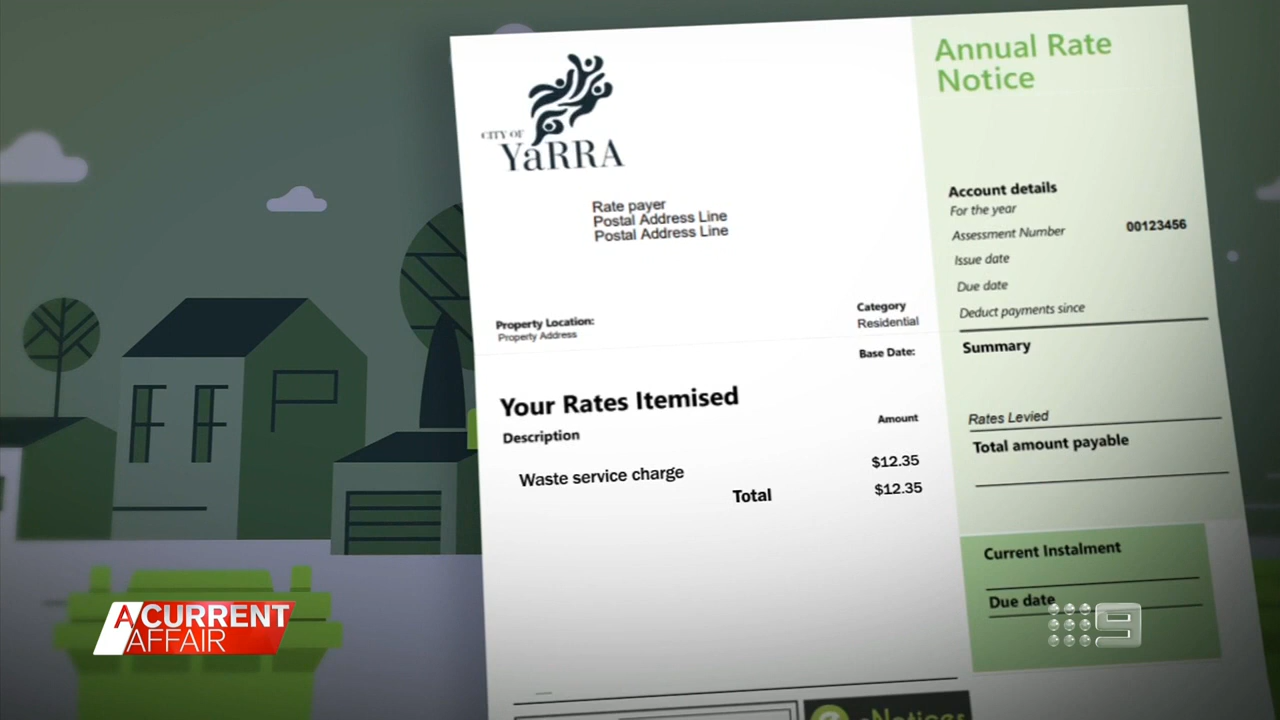 CITY OF
YaRRA
Rate payer
Postal Address Line
Postal Address Line
Property Location:
Property Address
Category
Residential
Base Date:
Your Rates Itemised
Description
Amount
Waste service charge
$12.35
Total
$12.35
Annual Rate
Notice
Account details
For the year
Assessment Number
00123456
Issue date
Due date
Deduct payments since
Summary
Rates Levied
Total amount payable
Current Instalment
Due date
eNotices
A CURRENT
AFFAIR
9